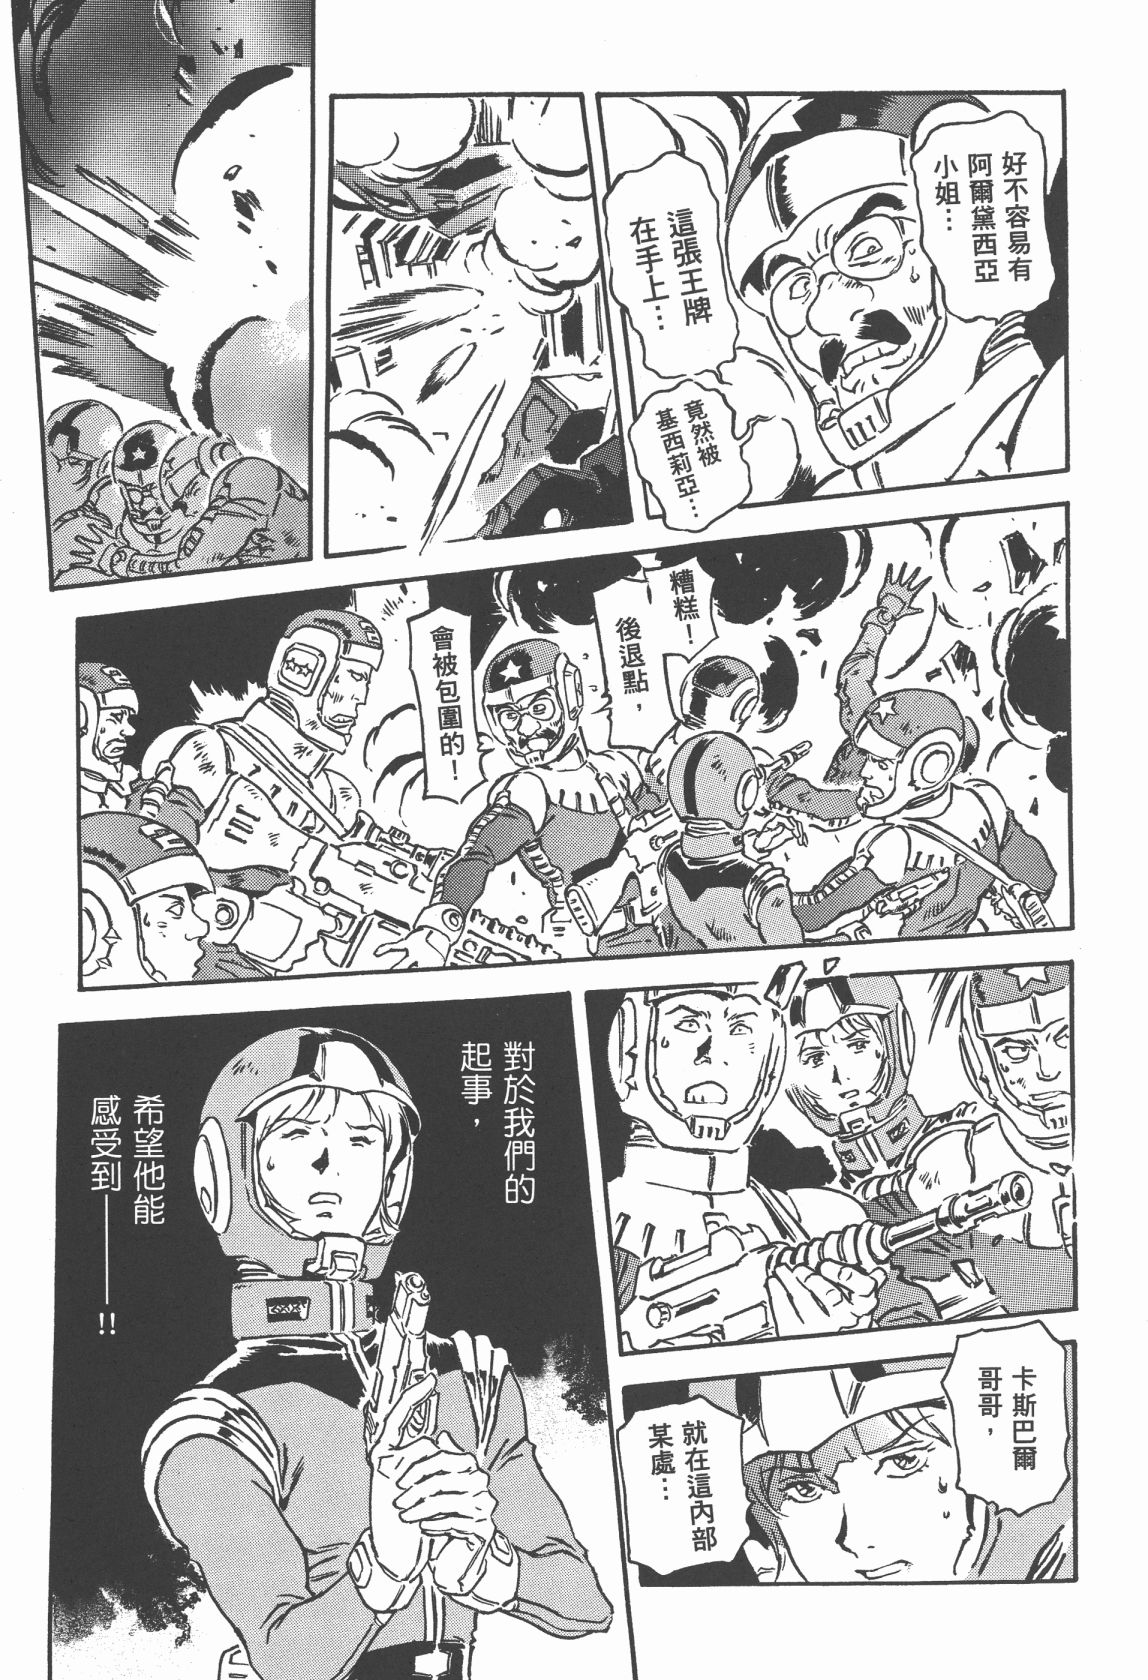 好不容易有
阿爾黛西亞
小姐…
這張王牌
在手上…
竟然被
基西莉亞…
糟糕！
後退點，
會被包圍的！
卡斯巴爾
哥哥，
就在這內部
某處…
對於我們的
起事，
希望他能
感受到——!!